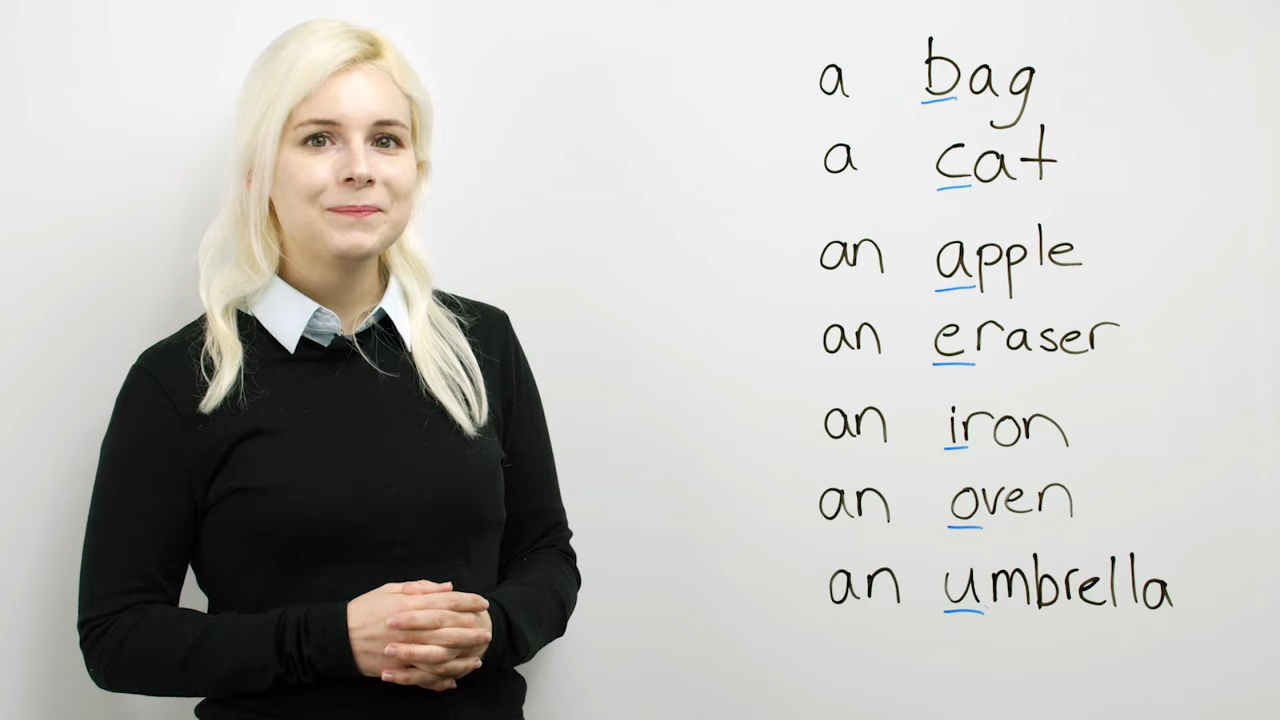 a bag
a cat
an apple
an eraser
an iron
an oven
an umbrella